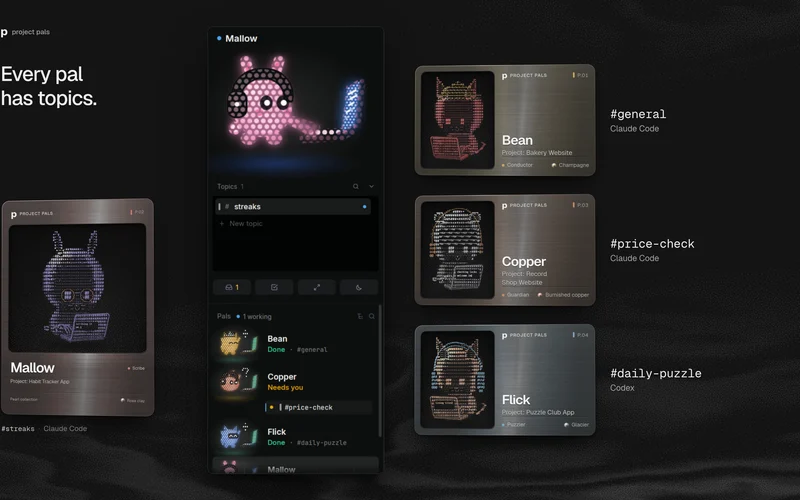 p project pals
Every pal
has topics.
p PROJECT PALS
P.02
Mallow
Scribe
Project: Habit Tracker App
#streaks · Claude Code
Mallow
Topics 1
# streaks
+ New topic
1
Pals 1 working
Bean
Done · #general
Copper
Needs you
#price-check
Flick
Done · #daily-puzzle
Mallow
p PROJECT PALS
P.01
Bean
Project: Bakery Website
Conductor
Champagne
#general
Claude Code
p PROJECT PALS
P.03
Copper
Project: Record
Shop Website
Guardian
Burnished copper
#price-check
Claude Code
p PROJECT PALS
P.04
Flick
Project: Puzzle Club App
Puzzler
Glacier
#daily-puzzle
Codex